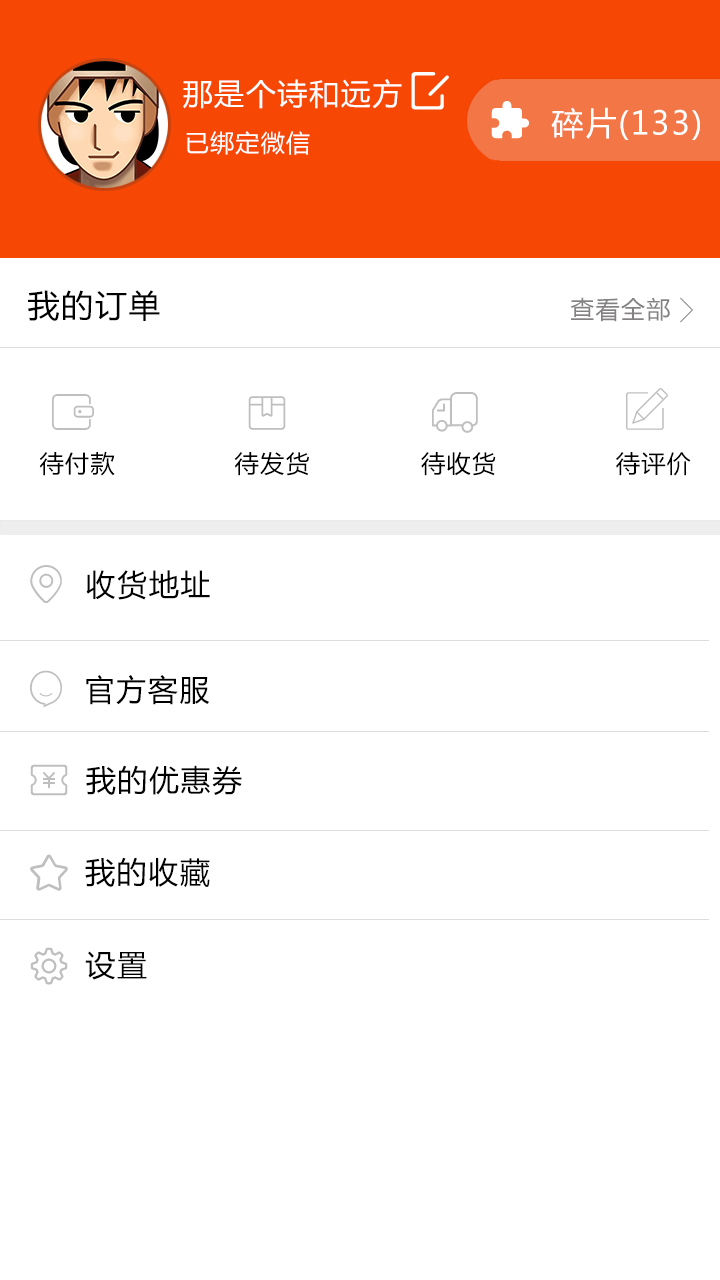 那是个诗和远方
已绑定微信
碎片(133)
我的订单
查看全部
待付款 待发货 待收货 待评价
收货地址
官方客服
我的优惠券
我的收藏
设置